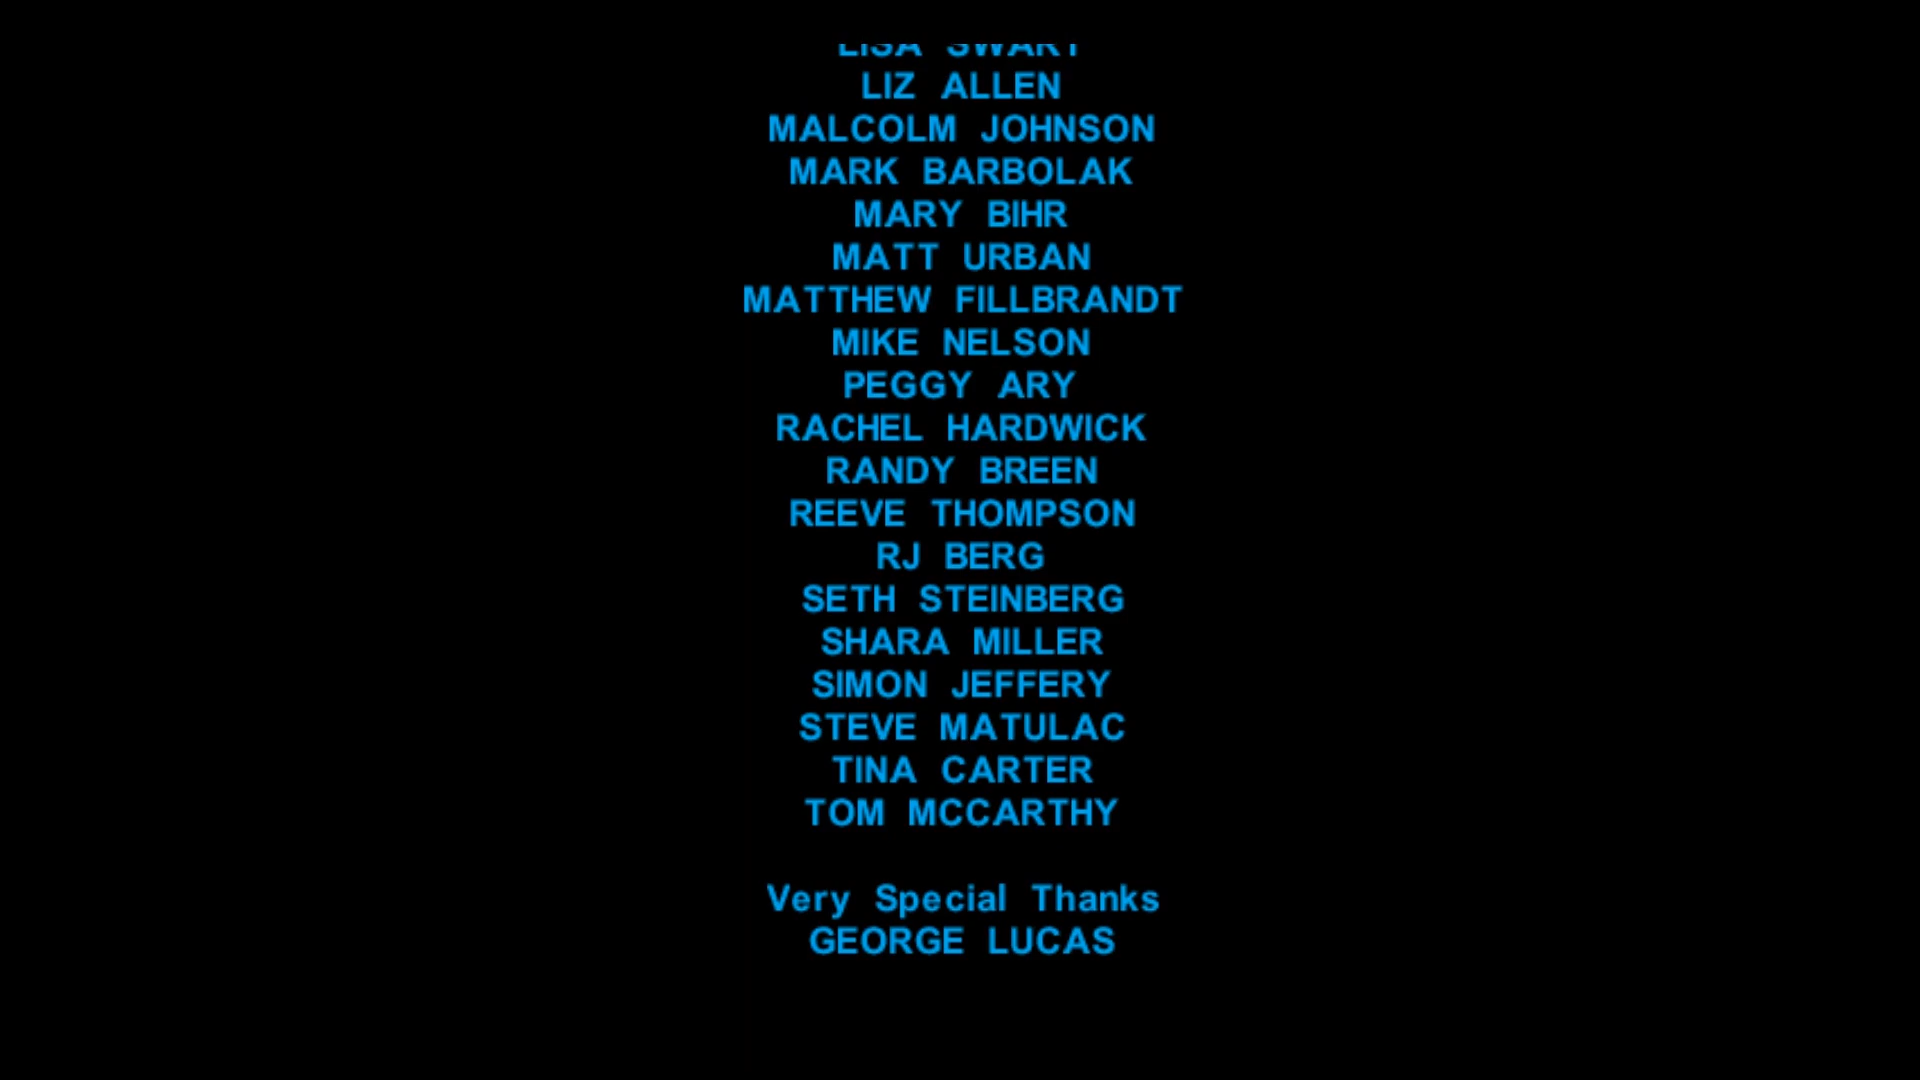 LISA SWART
LIZ ALLEN
MALCOLM JOHNSON
MARK BARBOLAK
MARY BIHR
MATT URBAN
MATTHEW FILLBRANDT
MIKE NELSON
PEGGY ARY
RACHEL HARDWICK
RANDY BREEN
REEVE THOMPSON
RJ BERG
SETH STEINBERG
SHARA MILLER
SIMON JEFFERY
STEVE MATULAC
TINA CARTER
TOM MCCARTHY
Very Special Thanks
GEORGE LUCAS